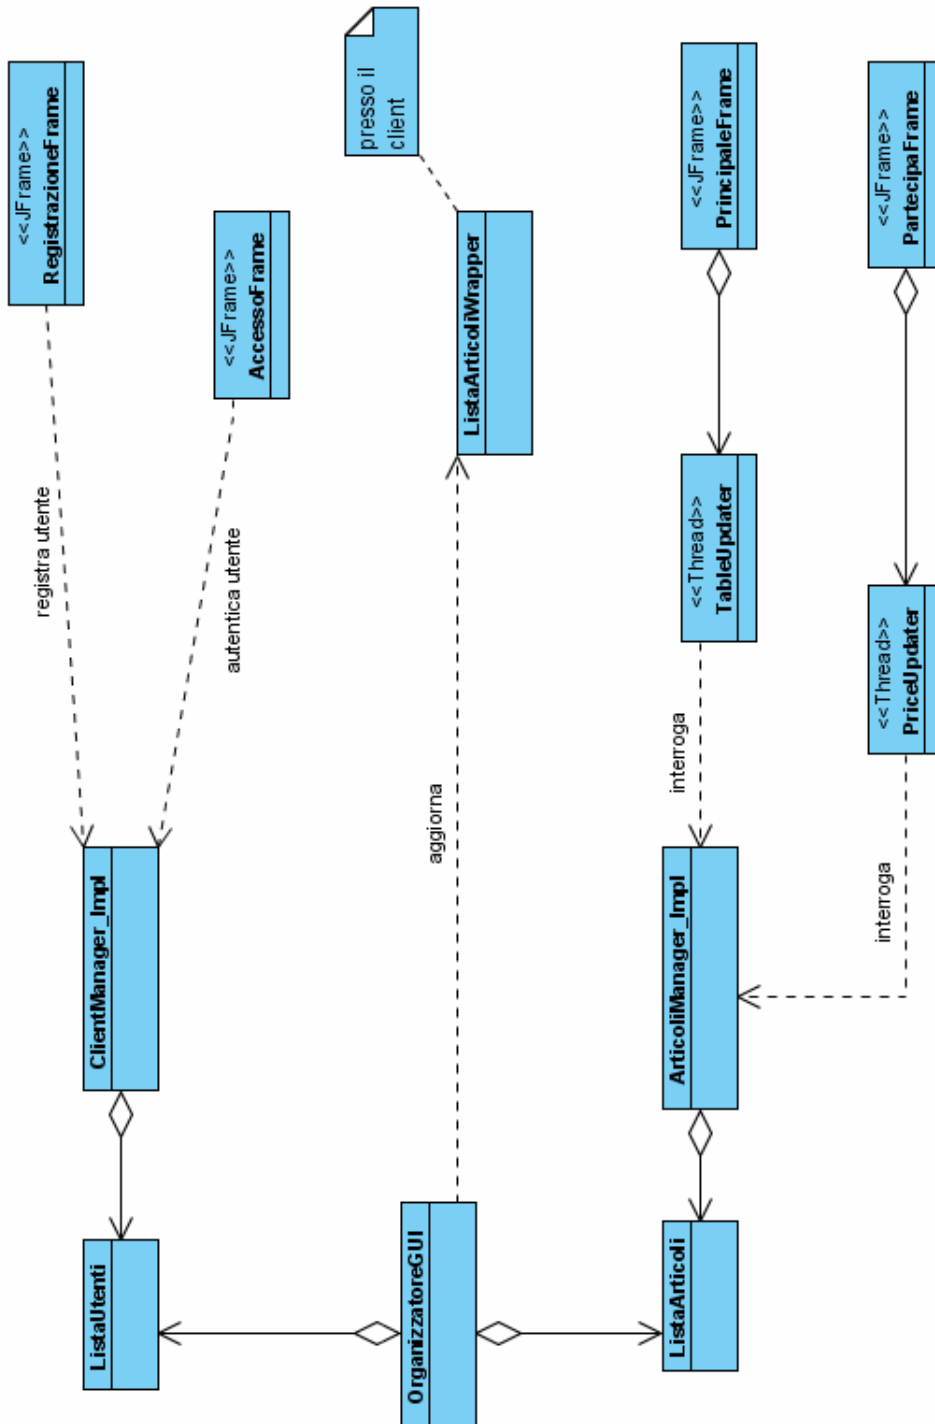 <<JFrame>>
RegistrazioneFrame
<<JFrame>>
AccessoFrame
presso il
client
<<JFrame>>
PrincipaleFrame
<<JFrame>>
PartecipaFrame
ListaArticoliWrapper
registra utente
autentica utente
<<Thread>>
TableUpdater
<<Thread>>
PriceUpdater
aggiorna
interroga
interroga
ClientManager_Impl
ArticoliManager_Impl
ListaUtenti
OrganizzatoreGUI
ListaArticoli